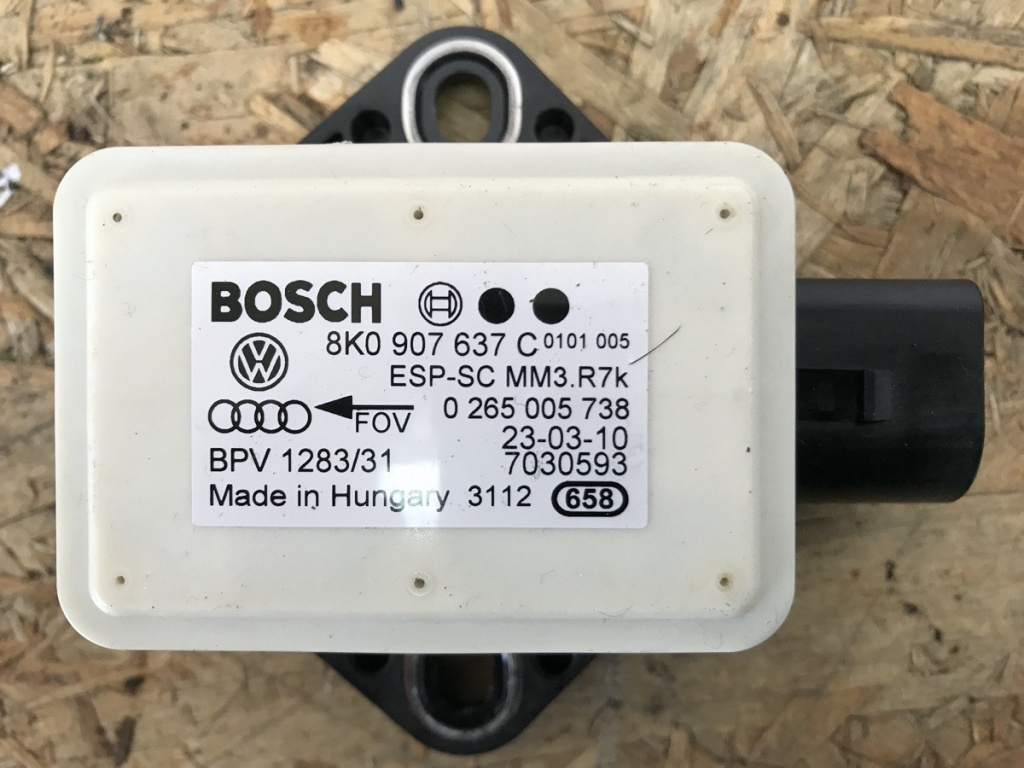 BOSCH
8K0 907 637 C 0101 005
ESP-SC MM3.R7k
FOV 0 265 005 738
23-03-10
BPV 1283/31 7030593
Made in Hungary 3112 658